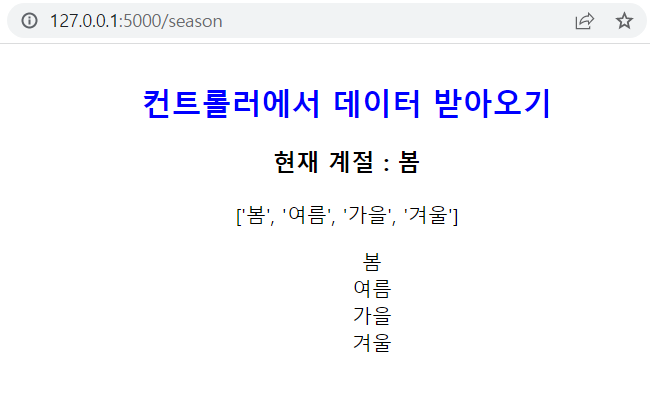 127.0.0.1:5000/season
컨트롤러에서 데이터 받아오기
현재 계절 : 봄
['봄', '여름', '가을', '겨울']
봄
여름
가을
겨울